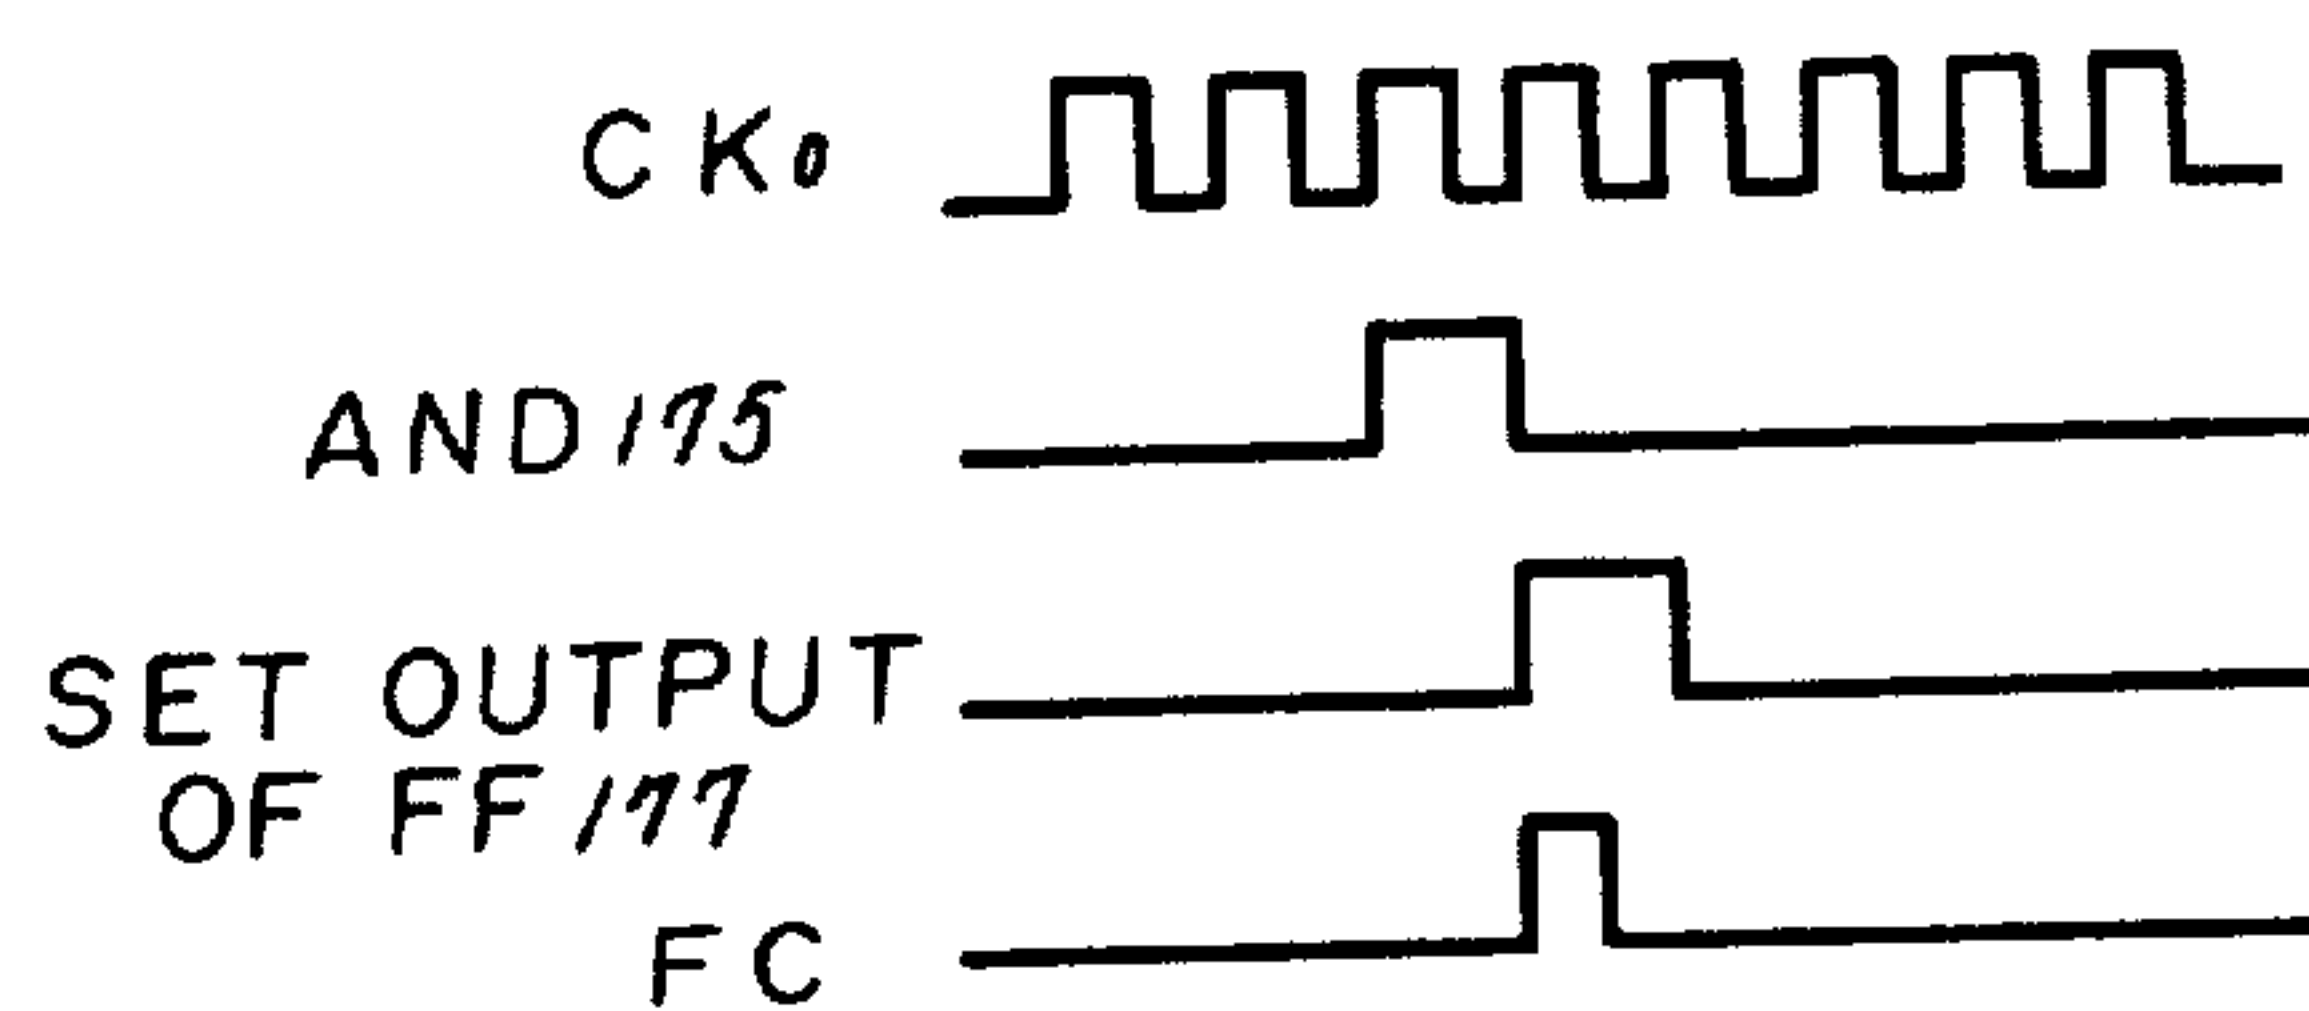 CK0
AND175
SET OUTPUT
OF FF177
FC